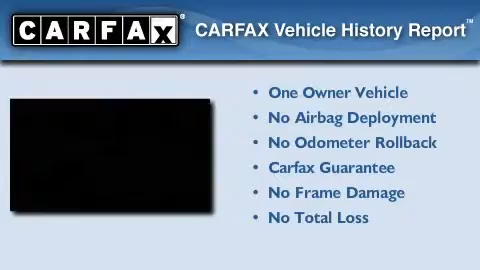 CARFAX® CARFAX Vehicle History Report™
• One Owner Vehicle
• No Airbag Deployment
• No Odometer Rollback
• Carfax Guarantee
• No Frame Damage
• No Total Loss